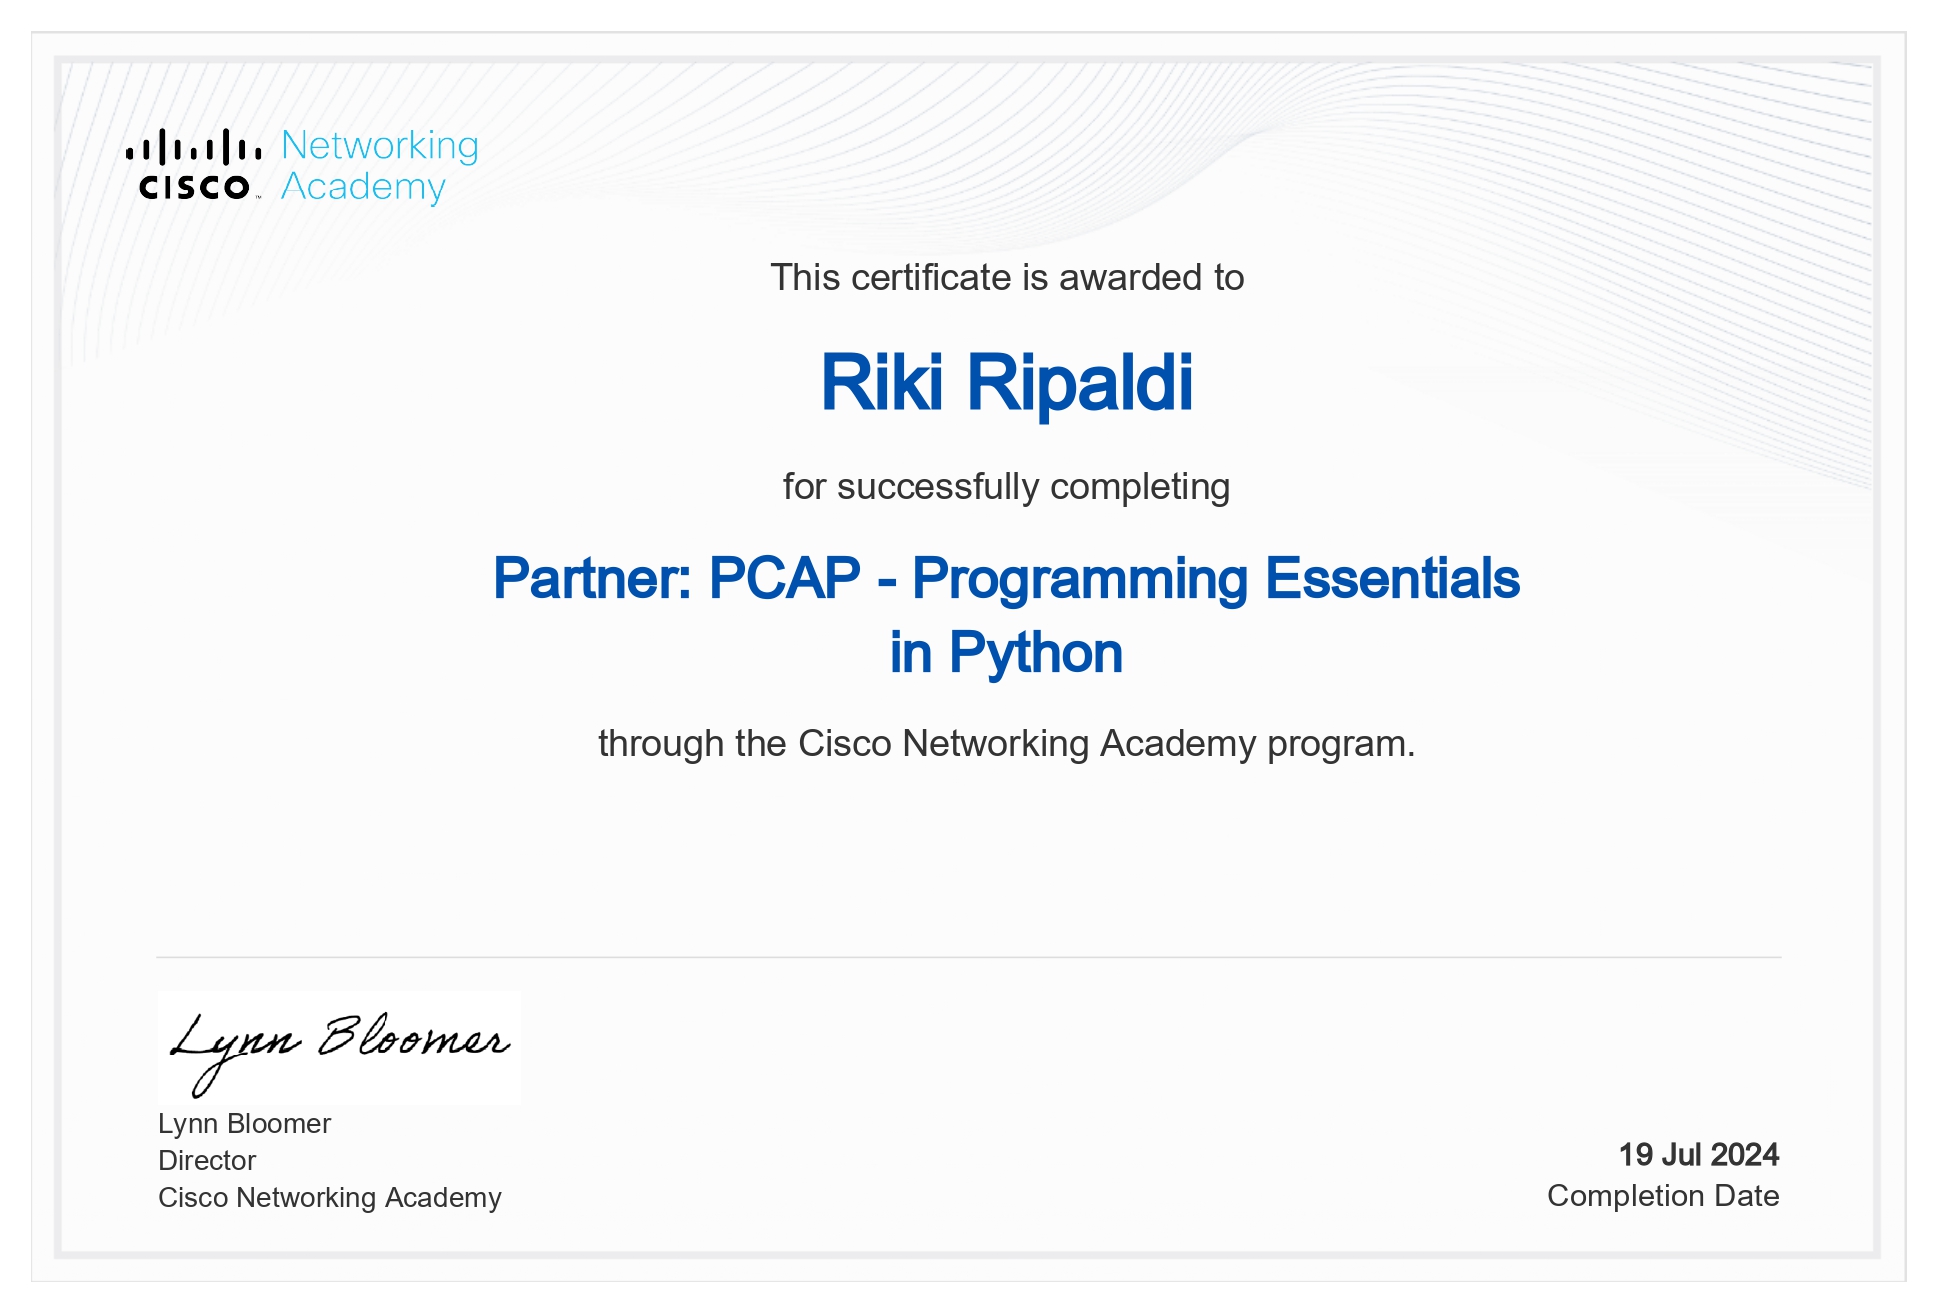 Networking
Academy
CISCO™
This certificate is awarded to
Riki Ripaldi
for successfully completing
Partner: PCAP - Programming Essentials
in Python
through the Cisco Networking Academy program.
Lynn Bloomer
Lynn Bloomer
Director
Cisco Networking Academy
19 Jul 2024
Completion Date